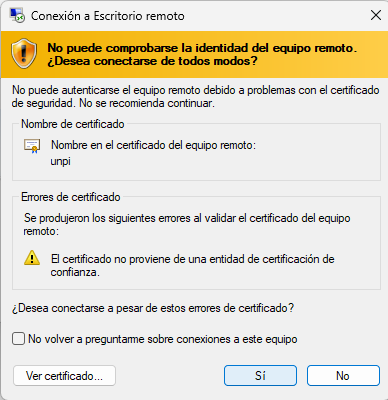 Conexión a Escritorio remoto
No puede comprobarse la identidad del equipo remoto.
¿Desea conectarse de todos modos?
No puede autenticarse el equipo remoto debido a problemas con el certificado
de seguridad. No se recomienda continuar.
Nombre de certificado
Nombre en el certificado del equipo remoto:
unpi
Errores de certificado
Se produjeron los siguientes errores al validar el certificado del equipo
remoto:
El certificado no proviene de una entidad de certificación de
confianza.
¿Desea conectarse a pesar de estos errores de certificado?
No volver a preguntarme sobre conexiones a este equipo
Ver certificado... Sí No